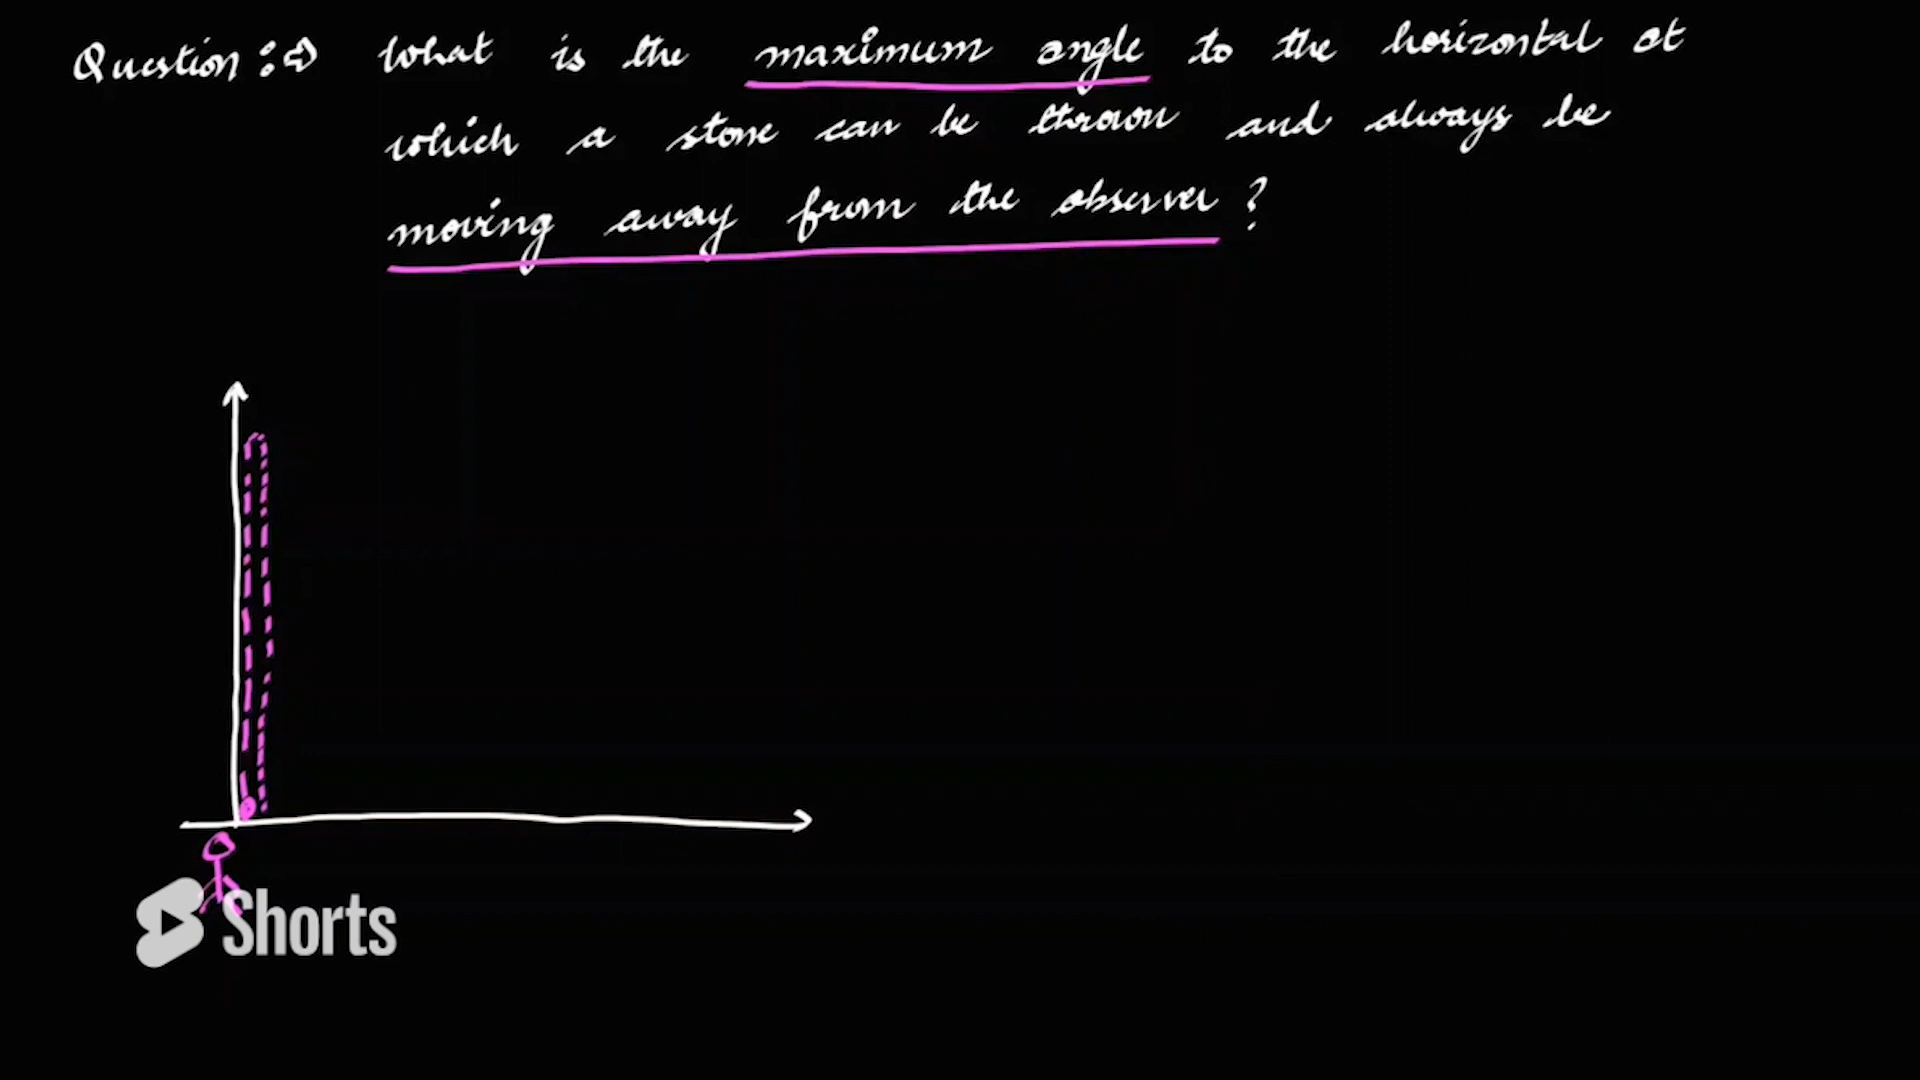 Question :⇨ What is the maximum angle to the horizontal at
which a stone can be thrown and always be
moving away from the observer ?
Shorts